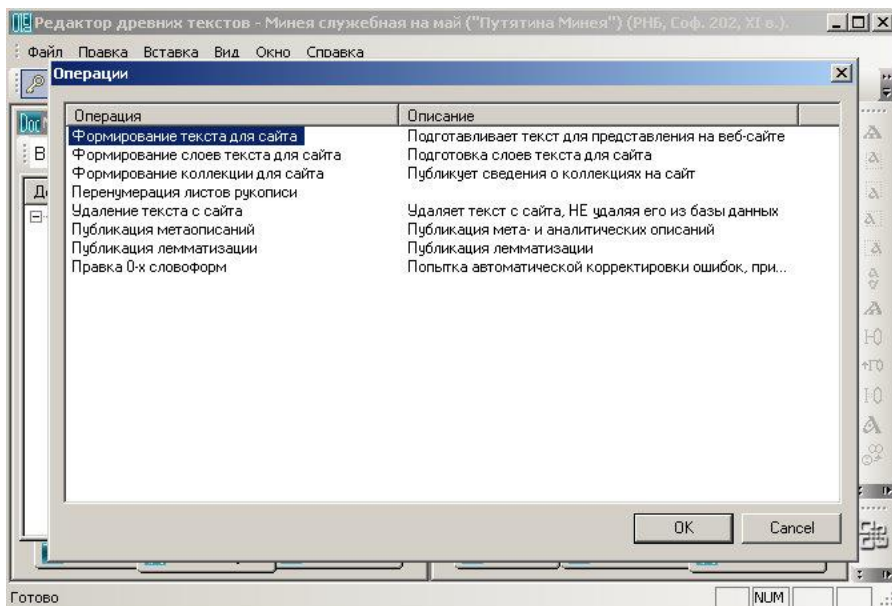 Редактор древних текстов - Минея служебная на май ("Путятина Минея") (РНБ, Соф. 202, XI в.).
Файл Правка Вставка Вид Окно Справка
Операции
Операция Описание
Формирование текста для сайта Подготавливает текст для представления на веб-сайте
Формирование слоев текста для сайта Подготовка слоев текста для сайта
Формирование коллекции для сайта Публикует сведения о коллекциях на сайт
Перенумерация листов рукописи
Удаление текста с сайта Удаляет текст с сайта, НЕ удаляя его из базы данных
Публикация метаописаний Публикация мета- и аналитических описаний
Публикация лемматизации Публикация лемматизации
Правка 0-х словоформ Попытка автоматической корректировки ошибок, при...
OK Cancel
Готово NUM